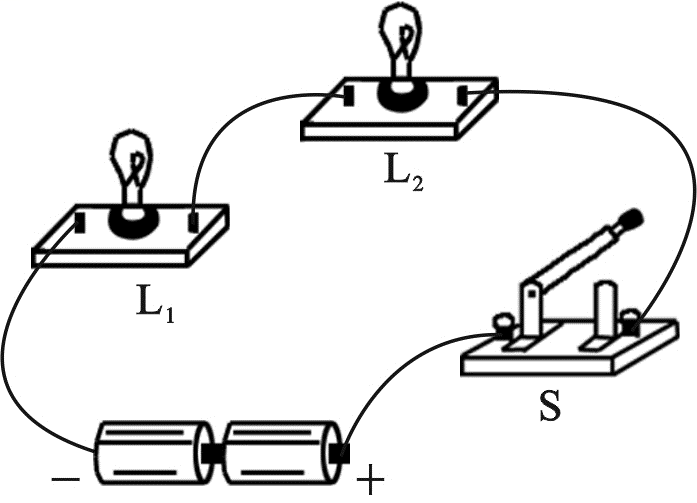 L₂
L₁
S
− +